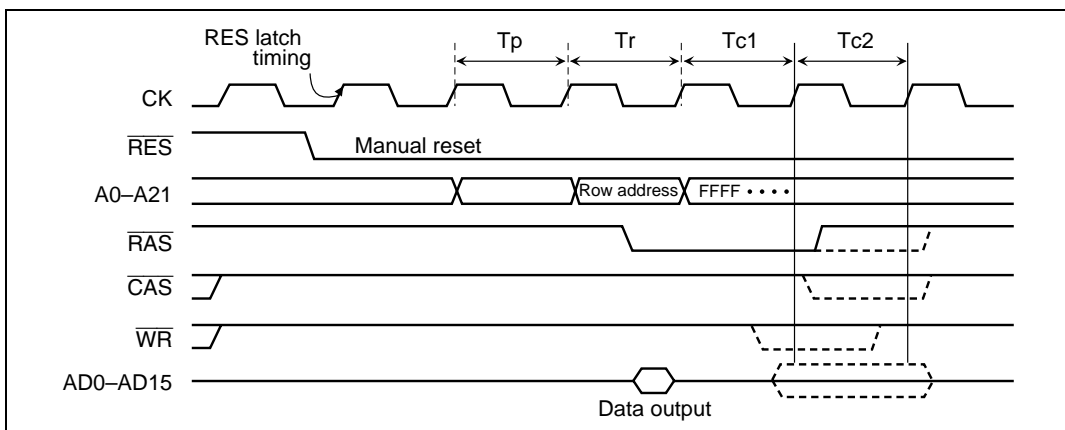 RES latch
timing
Tp
Tr
Tc1
Tc2
CK
RES
Manual reset
A0–A21
Row address
FFFF ····
RAS
CAS
WR
AD0–AD15
Data output